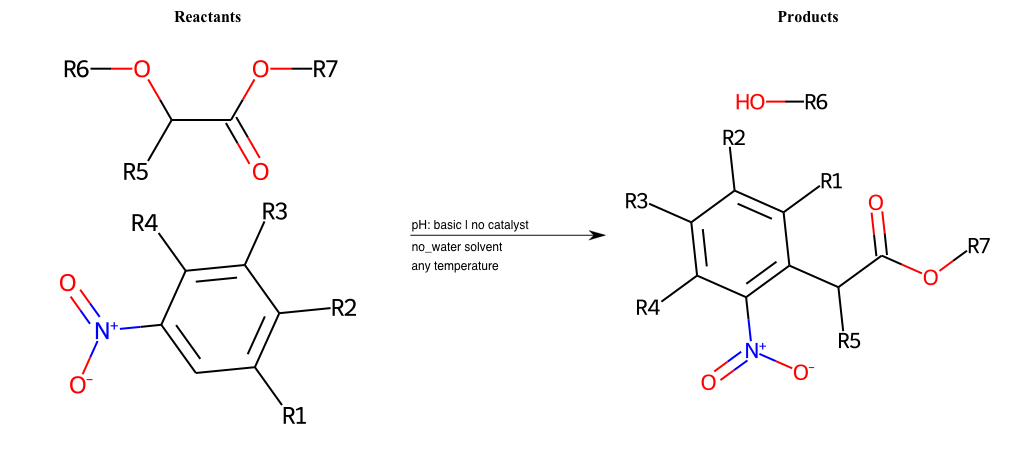 Reactants
Products
R6 O O R7
R5 O
HO R6
R4 R3
O N+ R2
O-
R1
pH: basic | no catalyst
no_water solvent
any temperature
R2
R3 R1 O
R7
O
R4 R5
N+
O O-